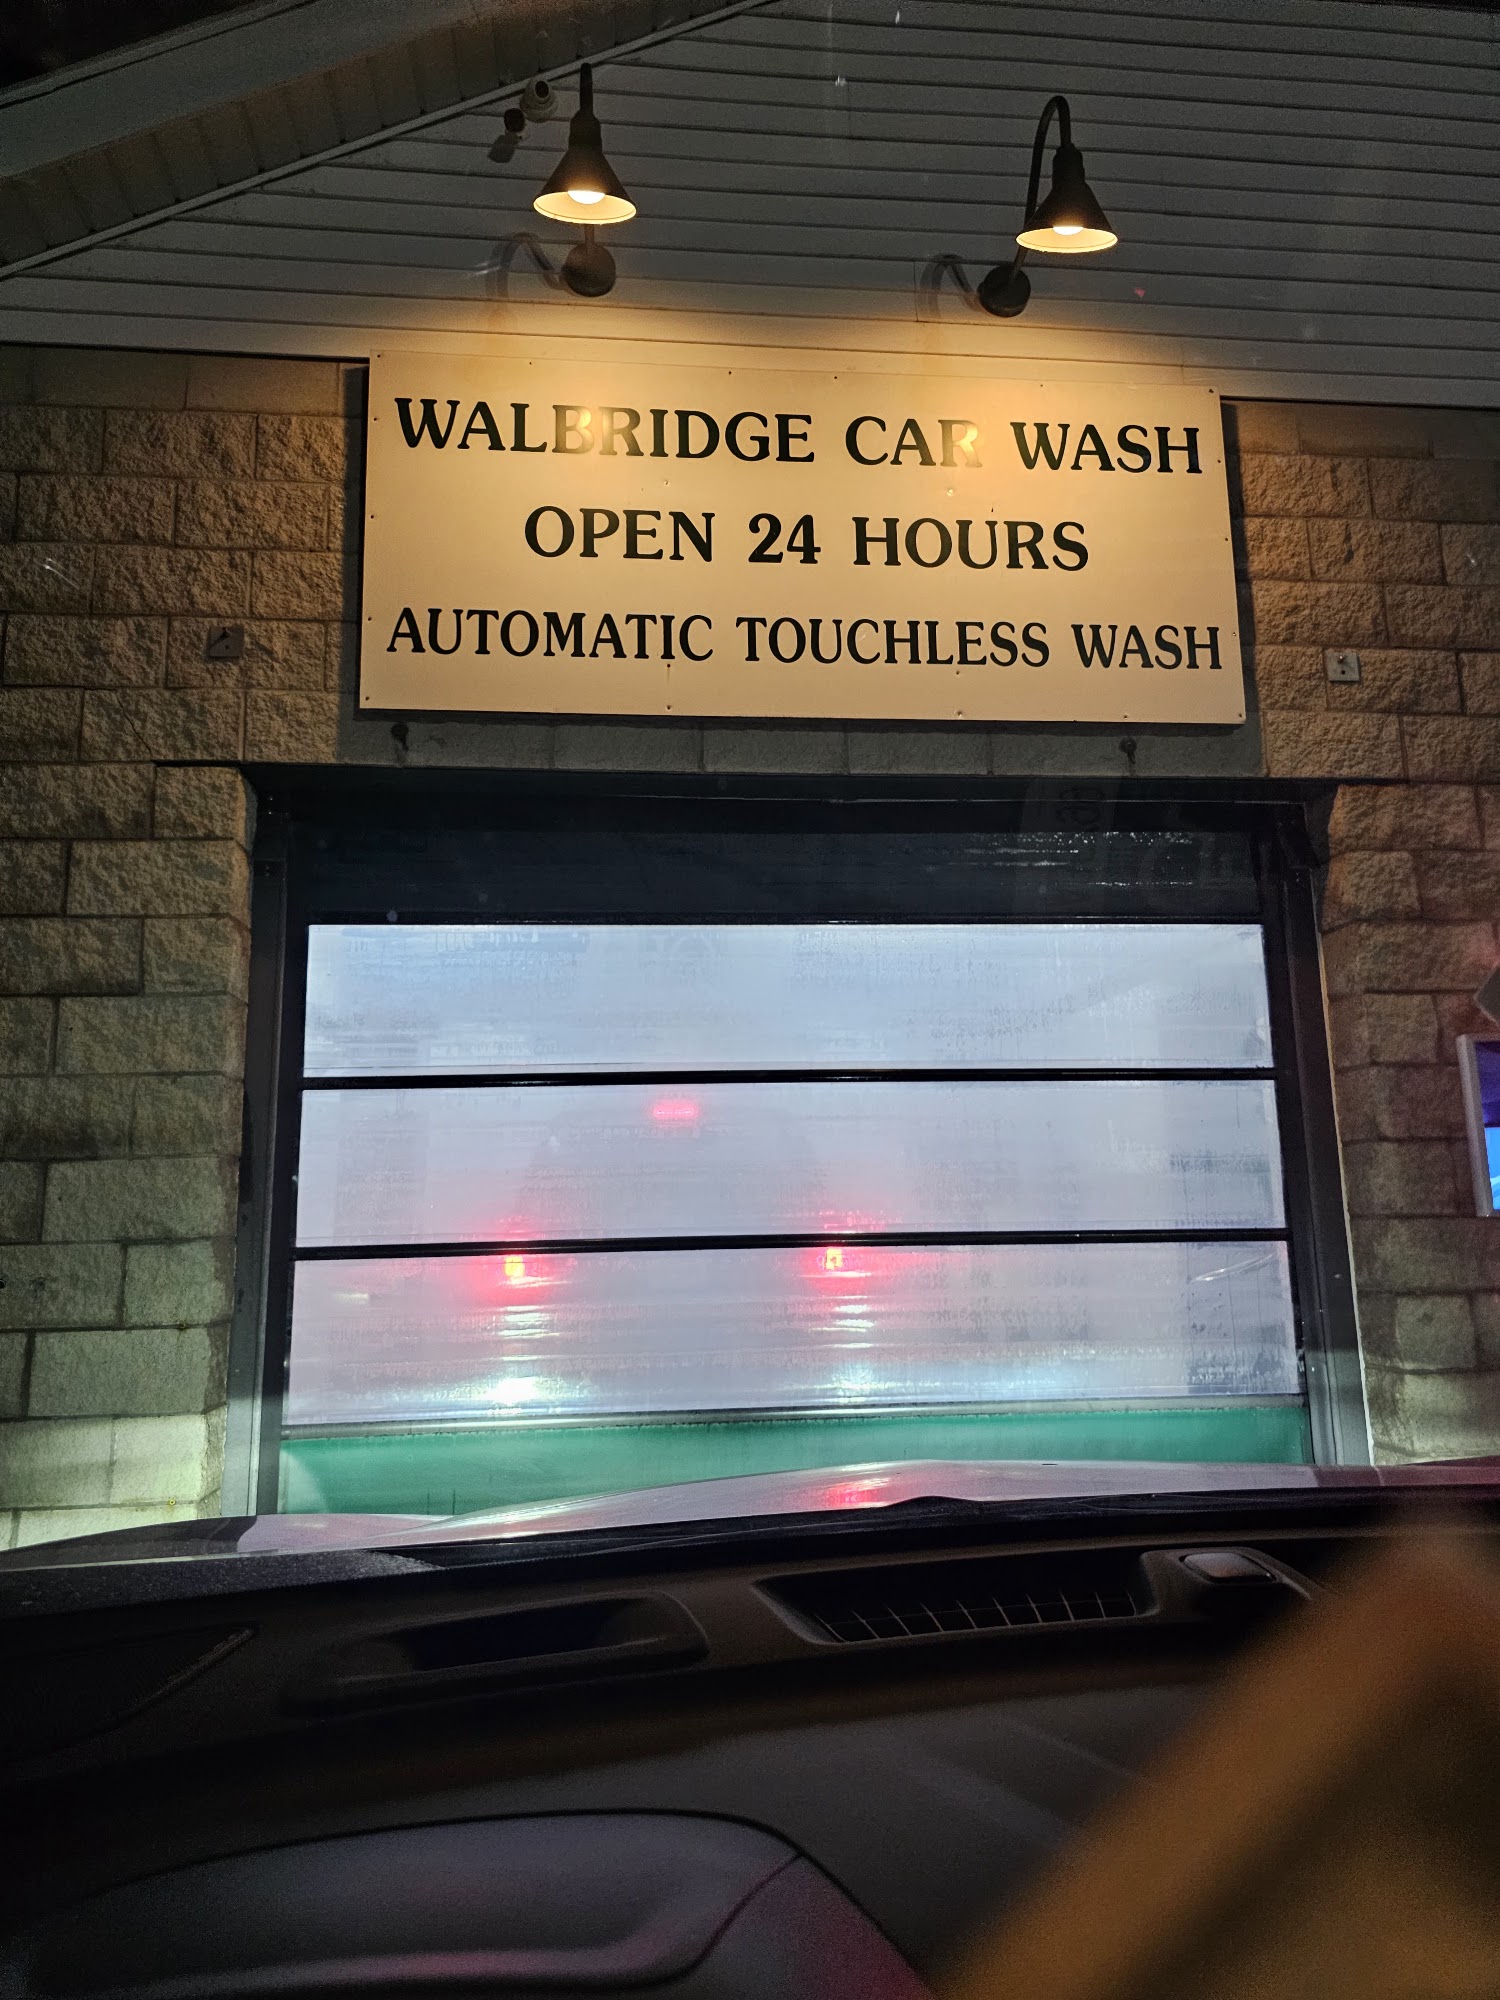 WALBRIDGE CAR WASH
OPEN 24 HOURS
AUTOMATIC TOUCHLESS WASH